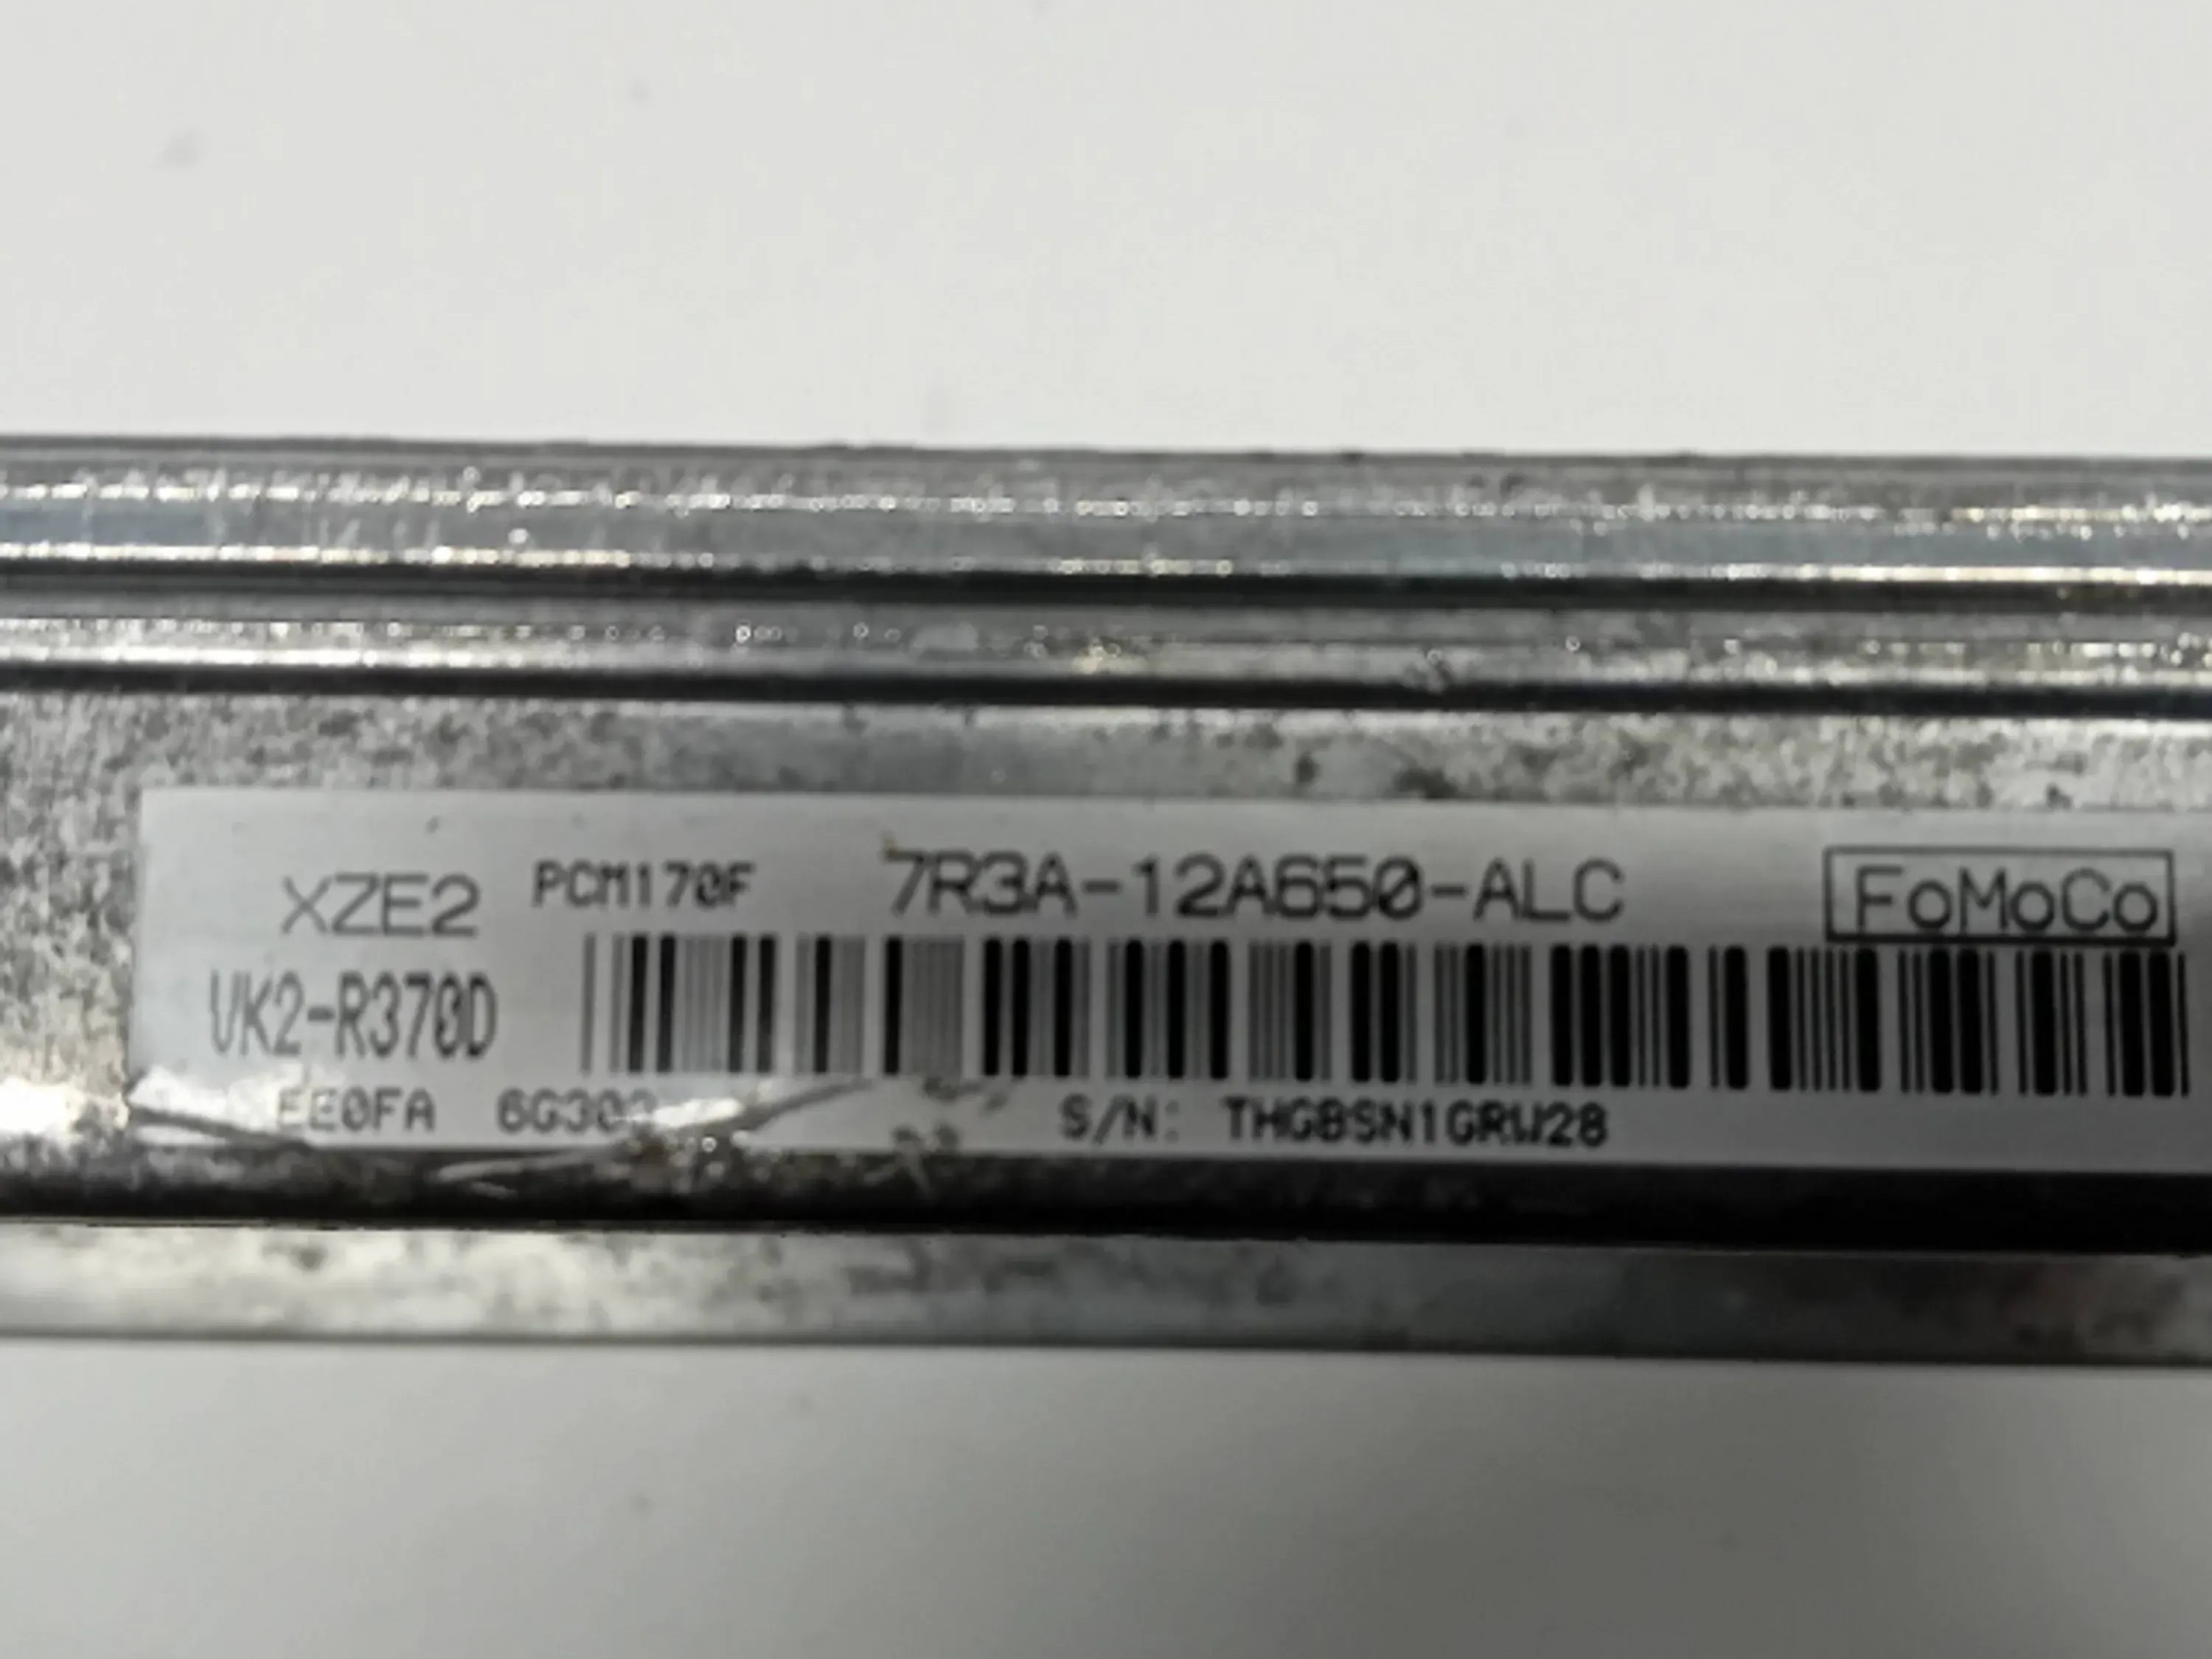 XZE2 PCM170F 7R3A-12A650-ALC FoMoCo
VK2-R370D
EE0FA S/N: THGBSN1GRW28